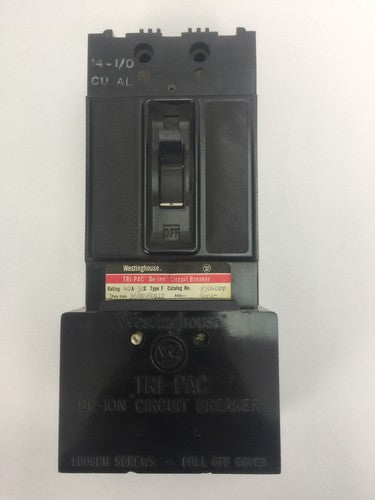 14-1/0
CU AL
ON
OFF
Westinghouse
TRI-PAC De-ion Circuit Breaker
Rating 40A Type F Catalog No.
Westinghouse
W
TRI-PAC
DE-ION CIRCUIT BREAKER
LOOSEN SCREWS - PULL OFF COVER